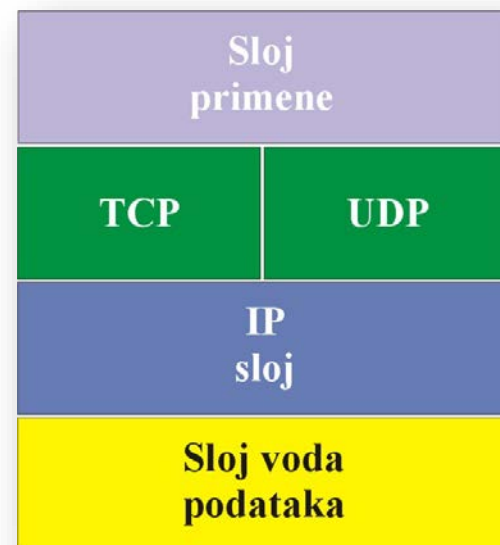 Sloj
primene
TCP
UDP
IP
sloj
Sloj voda
podataka